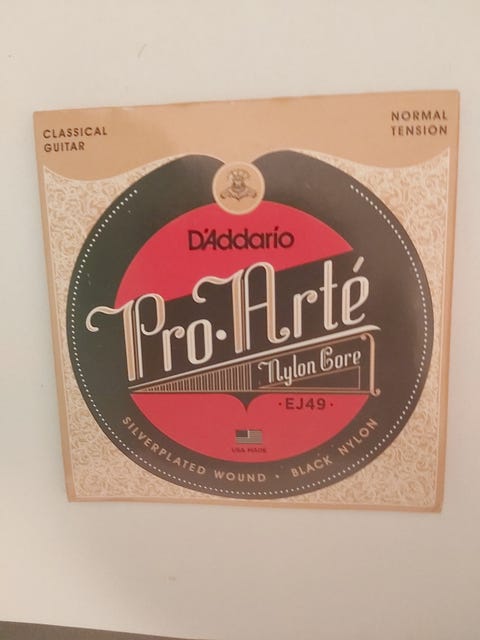 CLASSICAL
GUITAR
NORMAL
TENSION
D'Addario
Pro·Arté
Nylon Core
·EJ49·
USA MADE
SILVERPLATED WOUND · BLACK NYLON